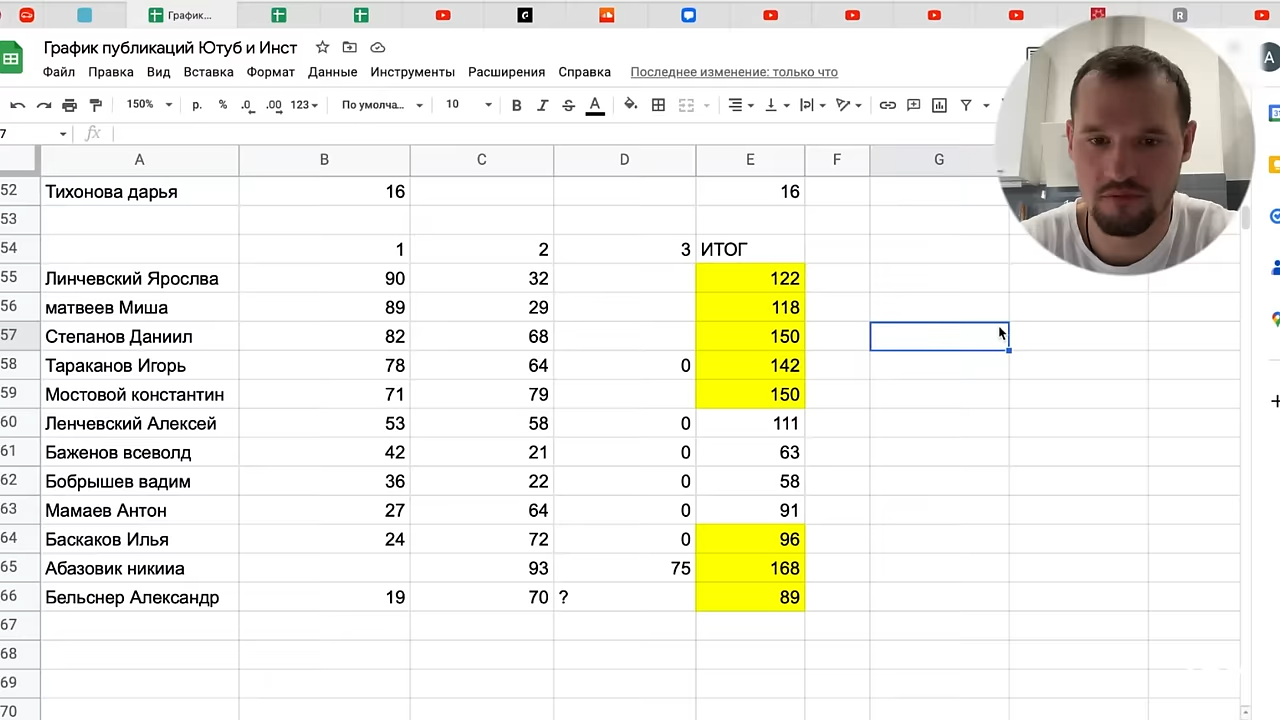 График...
График публикаций Ютуб и Инст
Файл Правка Вид Вставка Формат Данные Инструменты Расширения Справка Последнее изменение: только что
150% р. % .0 .00 123 По умолча... 10 B I S A
7 fx
A B C D E F G
52 Тихонова дарья 16 16
53
54 1 2 3 ИТОГ
55 Линчевский Ярослва 90 32 122
56 матвеев Миша 89 29 118
57 Степанов Даниил 82 68 150
58 Тараканов Игорь 78 64 0 142
59 Мостовой константин 71 79 150
60 Ленчевский Алексей 53 58 0 111
61 Баженов всеволд 42 21 0 63
62 Бобрышев вадим 36 22 0 58
63 Мамаев Антон 27 64 0 91
64 Баскаков Илья 24 72 0 96
65 Абазовик никииа 93 75 168
66 Бельснер Александр 19 70 ? 89
67
68
69
70